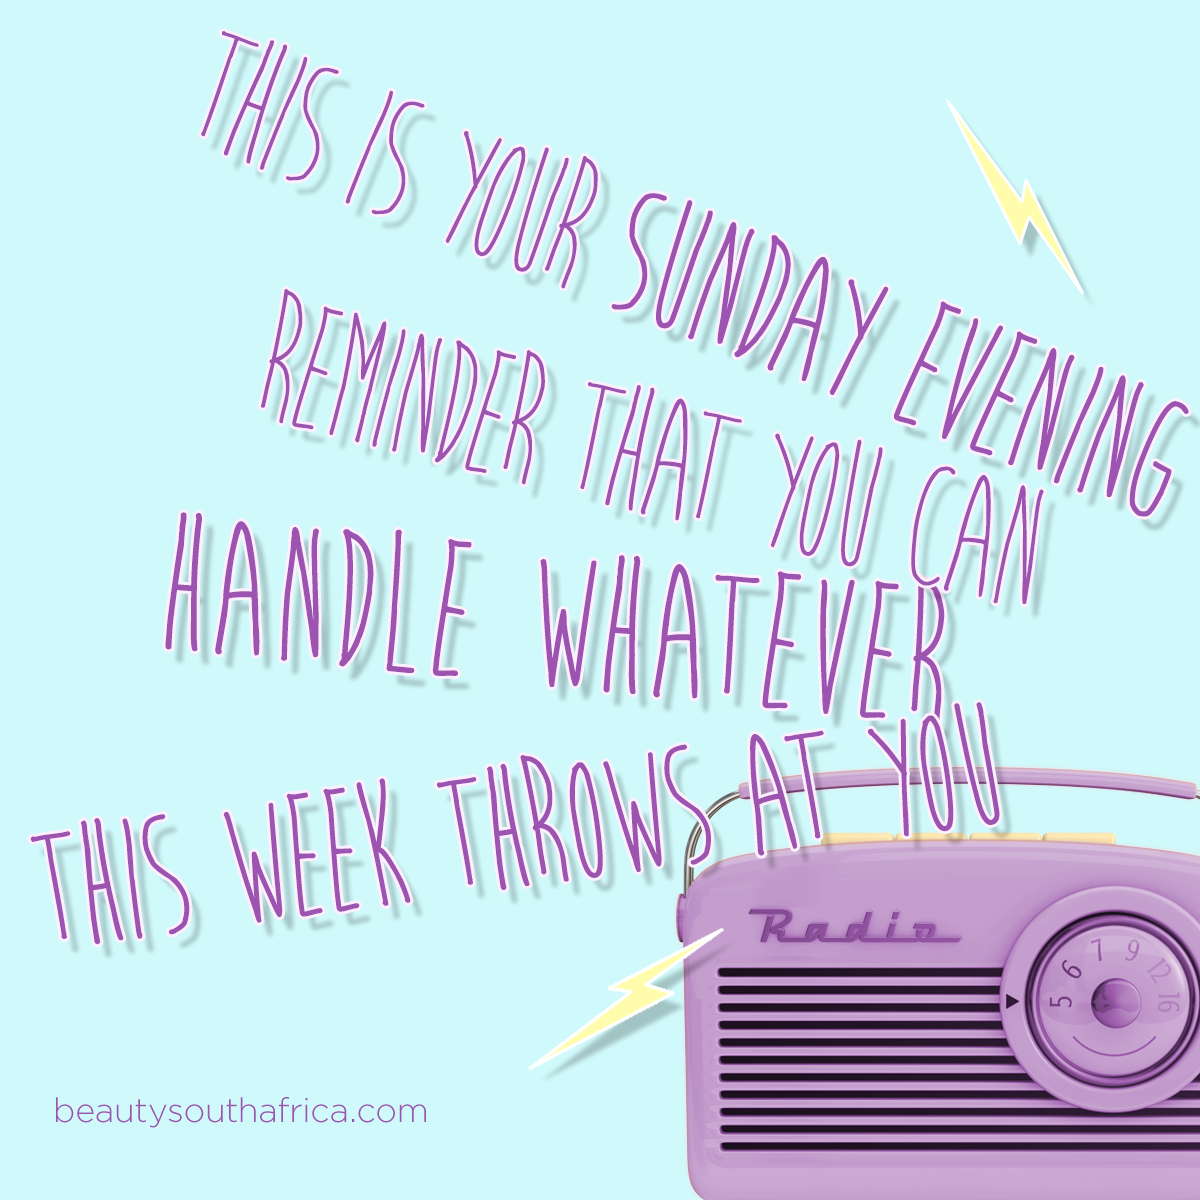 THIS IS YOUR SUNDAY EVENING
REMINDER THAT YOU CAN
HANDLE WHATEVER
THIS WEEK THROWS AT YOU
Radio
5 6 7 9 12 16
beautysouthafrica.com